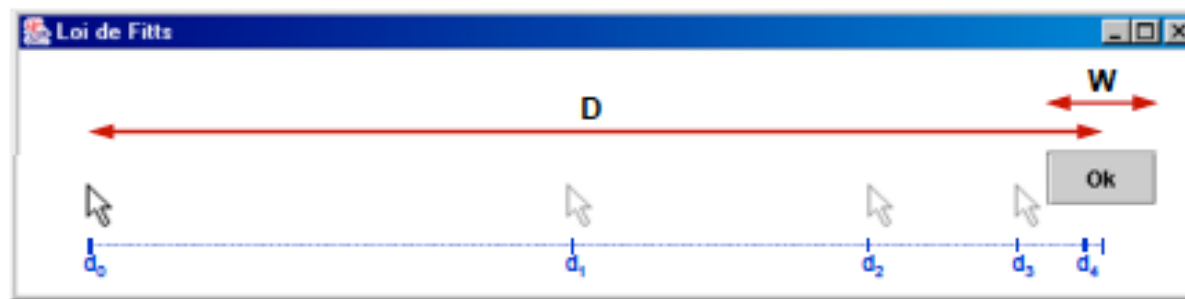 Loi de Fitts
W
D
Ok
d₀ d₁ d₂ d₃ d₄